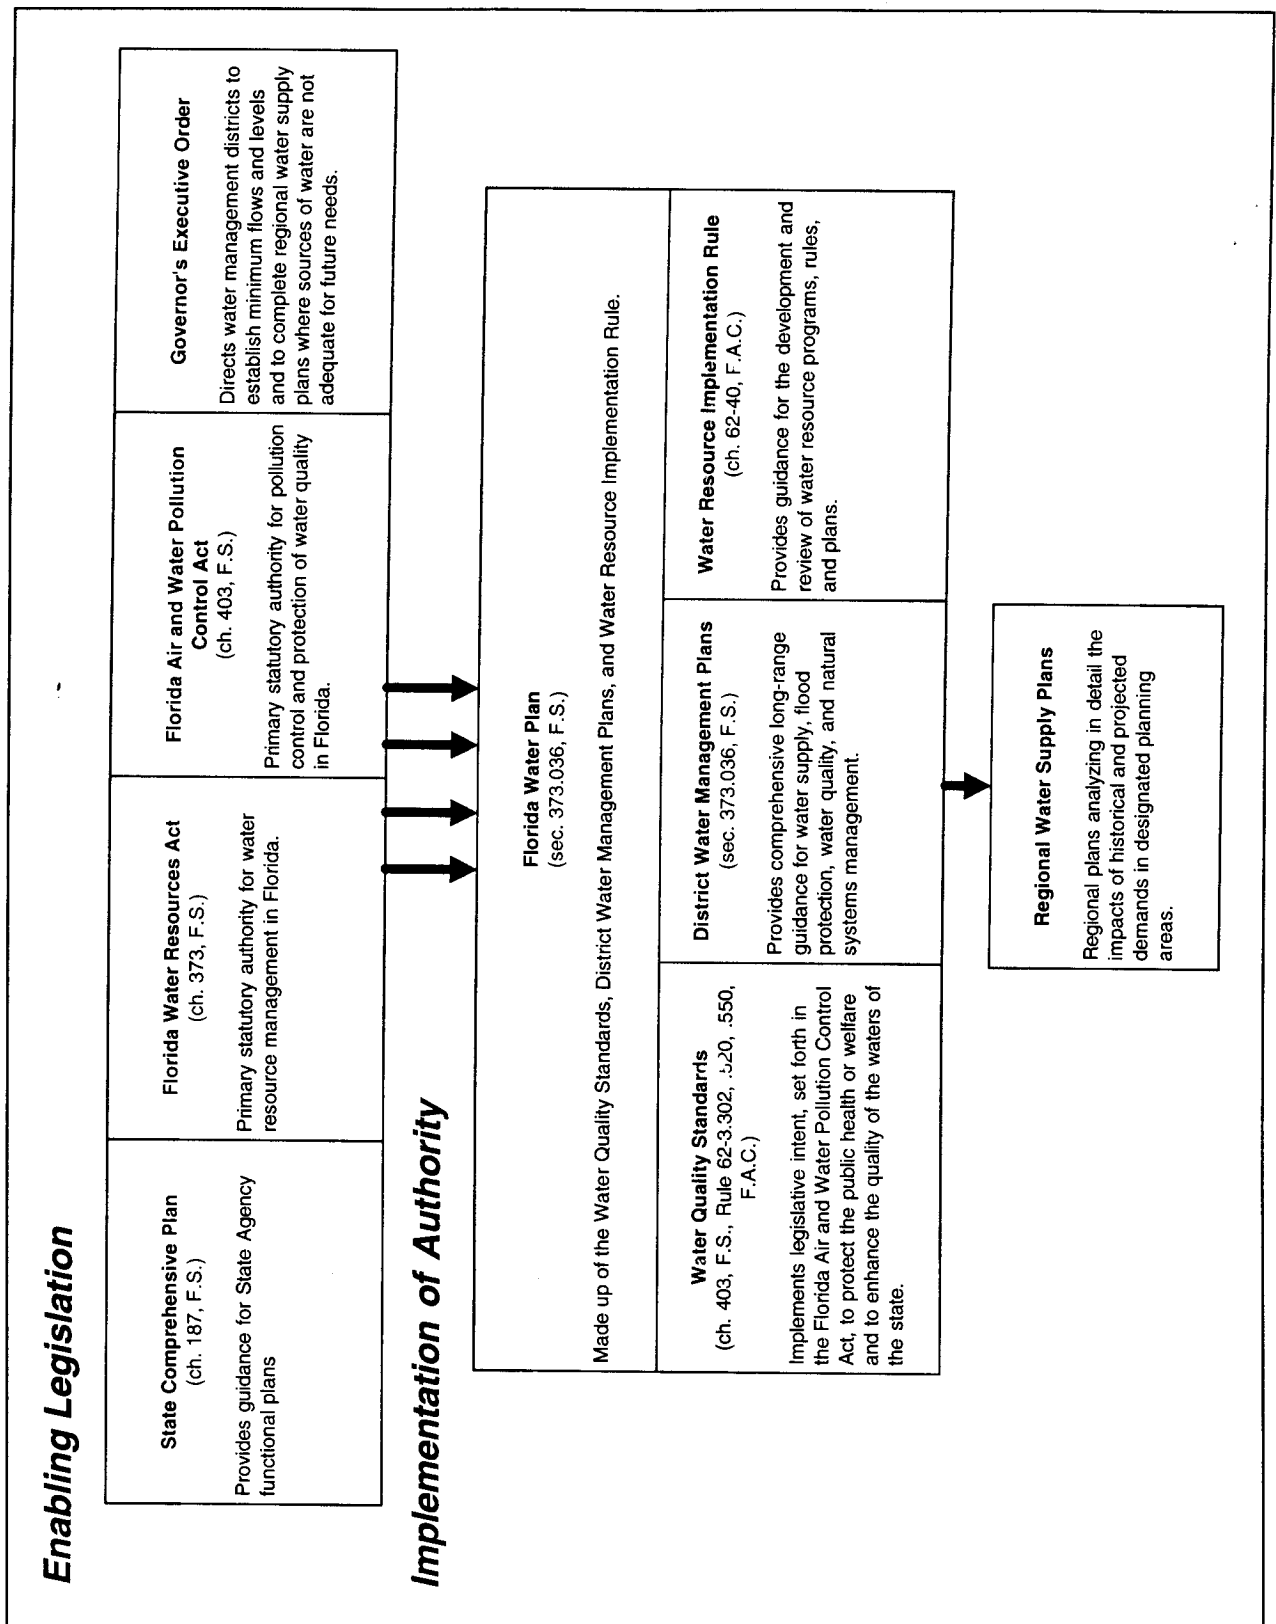 Enabling Legislation
State Comprehensive Plan
(ch. 187, F.S.)
Provides guidance for State Agency
functional plans
Florida Water Resources Act
(ch. 373, F.S.)
Primary statutory authority for water
resource management in Florida.
Florida Air and Water Pollution
Control Act
(ch. 403, F.S.)
Primary statutory authority for pollution
control and protection of water quality
in Florida.
Governor's Executive Order
Directs water management districts to
establish minimum flows and levels
and to complete regional water supply
plans where sources of water are not
adequate for future needs.
Implementation of Authority
Florida Water Plan
(sec. 373.036, F.S.)
Made up of the Water Quality Standards, District Water Management Plans, and Water Resource Implementation Rule.
Water Quality Standards
(ch. 403, F.S., Rule 62-3.302, .520, .550,
F.A.C.)
Implements legislative intent, set forth in
the Florida Air and Water Pollution Control
Act, to protect the public health or welfare
and to enhance the quality of the waters of
the state.
District Water Management Plans
(sec. 373.036, F.S.)
Provides comprehensive long-range
guidance for water supply, flood
protection, water quality, and natural
systems management.
Water Resource Implementation Rule
(ch. 62-40, F.A.C.)
Provides guidance for the development and
review of water resource programs, rules,
and plans.
Regional Water Supply Plans
Regional plans analyzing in detail the
impacts of historical and projected
demands in designated planning
areas.